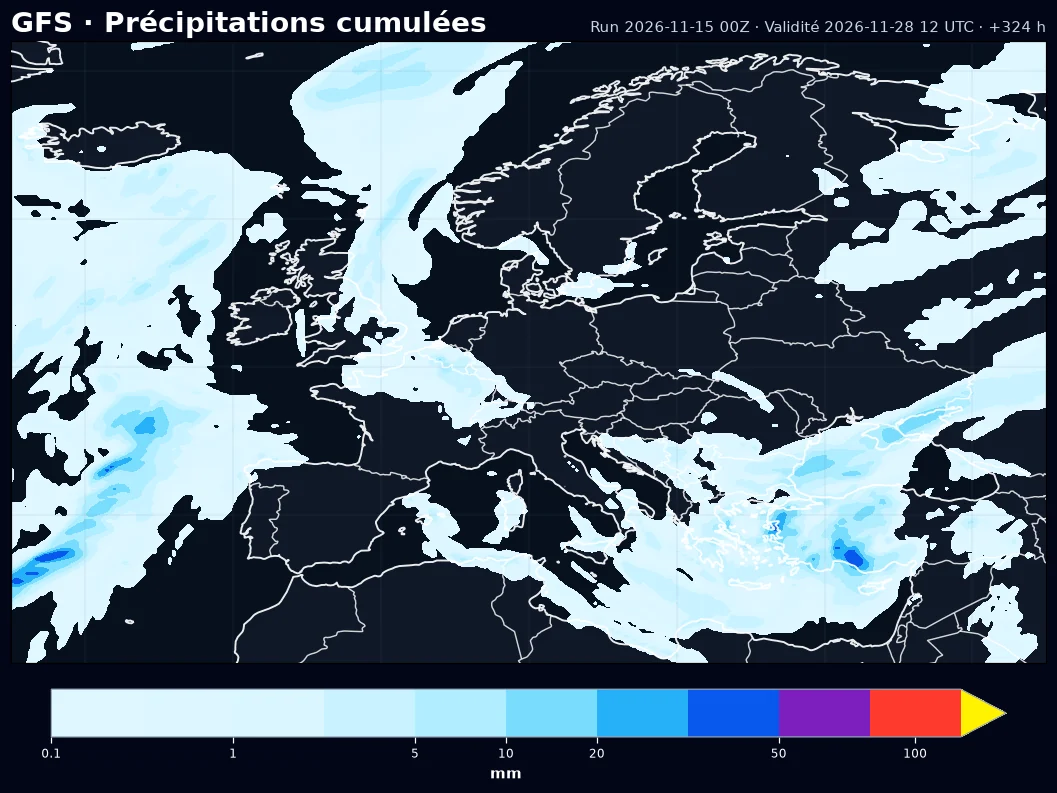 GFS · Précipitations cumulées
Run 2026-11-15 00Z · Validité 2026-11-28 12 UTC · +324 h
0.1 1 5 10 20 50 100
mm